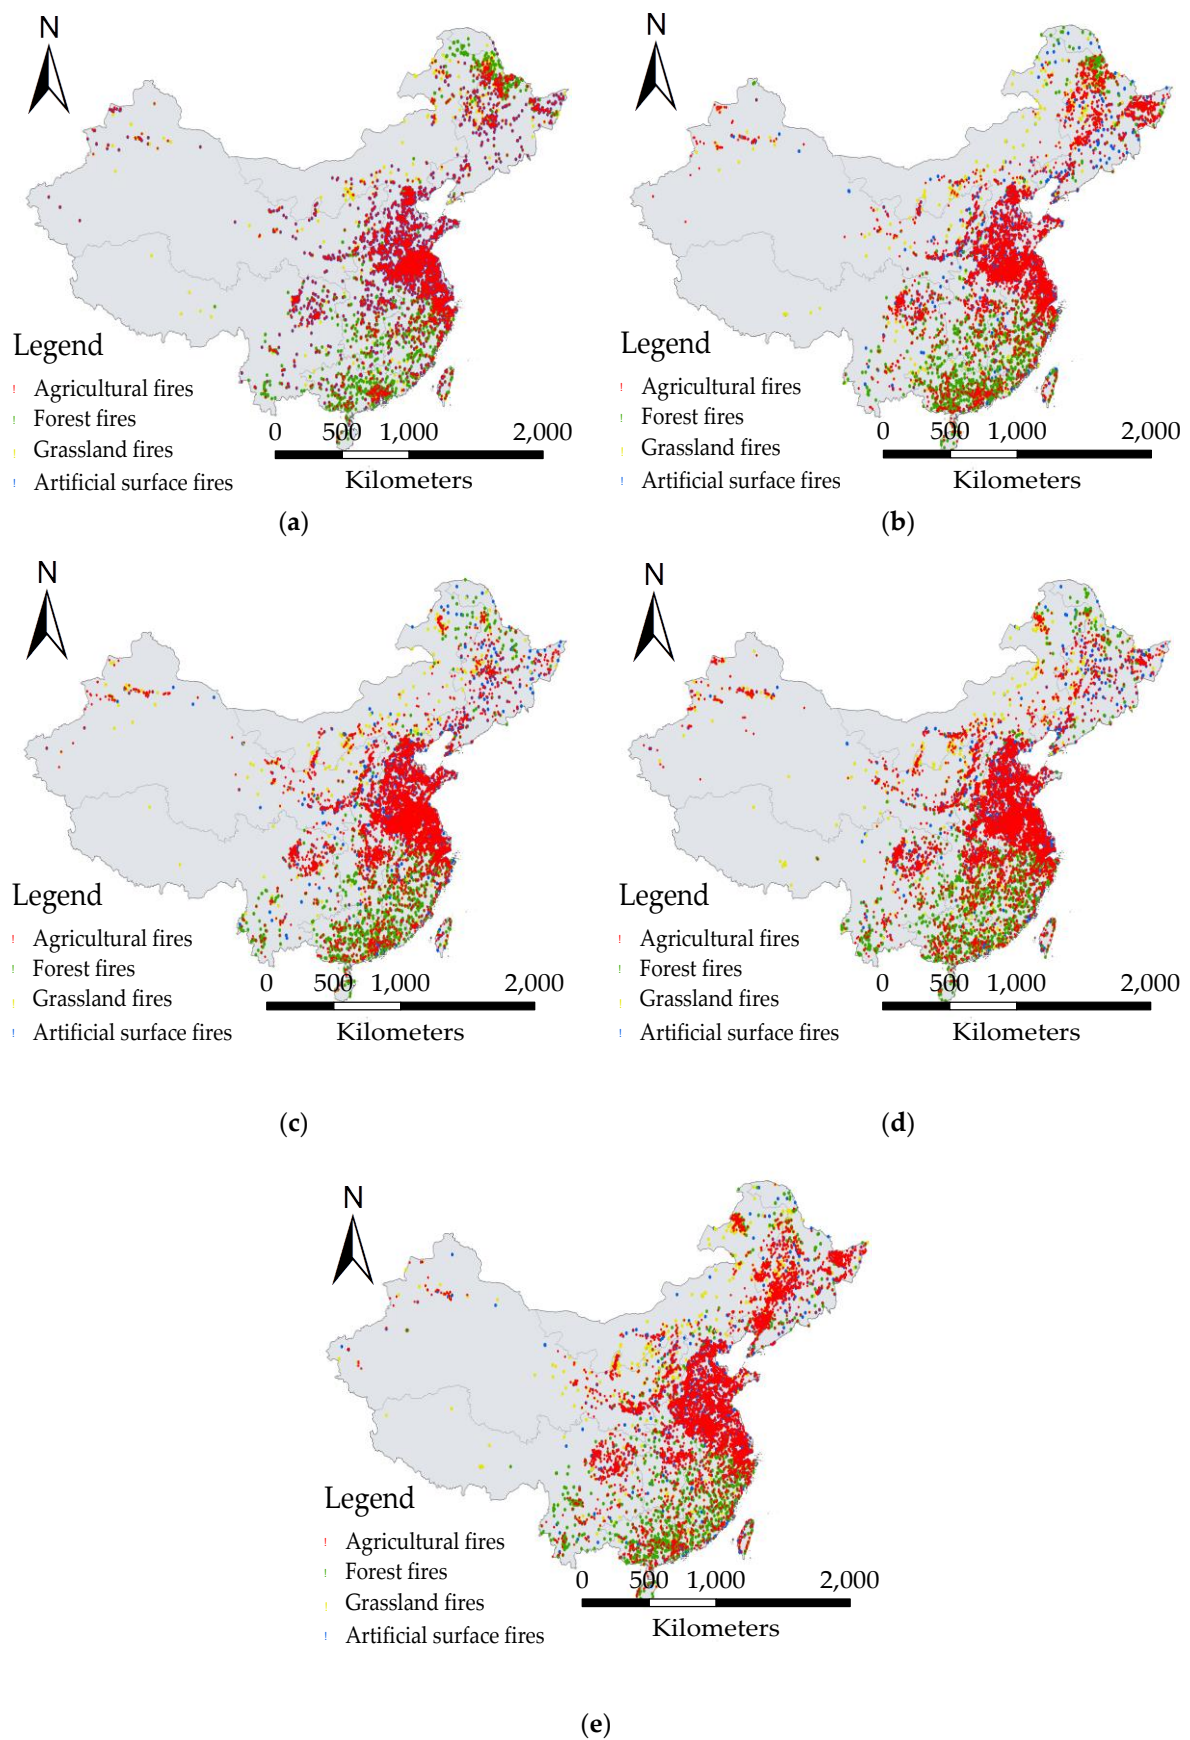 N
Legend
! Agricultural fires
! Forest fires
! Grassland fires
! Artificial surface fires
0 500 1,000 2,000
Kilometers
(a)
N
Legend
! Agricultural fires
! Forest fires
! Grassland fires
! Artificial surface fires
0 500 1,000 2,000
Kilometers
(b)
N
Legend
! Agricultural fires
! Forest fires
! Grassland fires
! Artificial surface fires
0 500 1,000 2,000
Kilometers
(c)
N
Legend
! Agricultural fires
! Forest fires
! Grassland fires
! Artificial surface fires
0 500 1,000 2,000
Kilometers
(d)
N
Legend
! Agricultural fires
! Forest fires
! Grassland fires
! Artificial surface fires
0 500 1,000 2,000
Kilometers
(e)